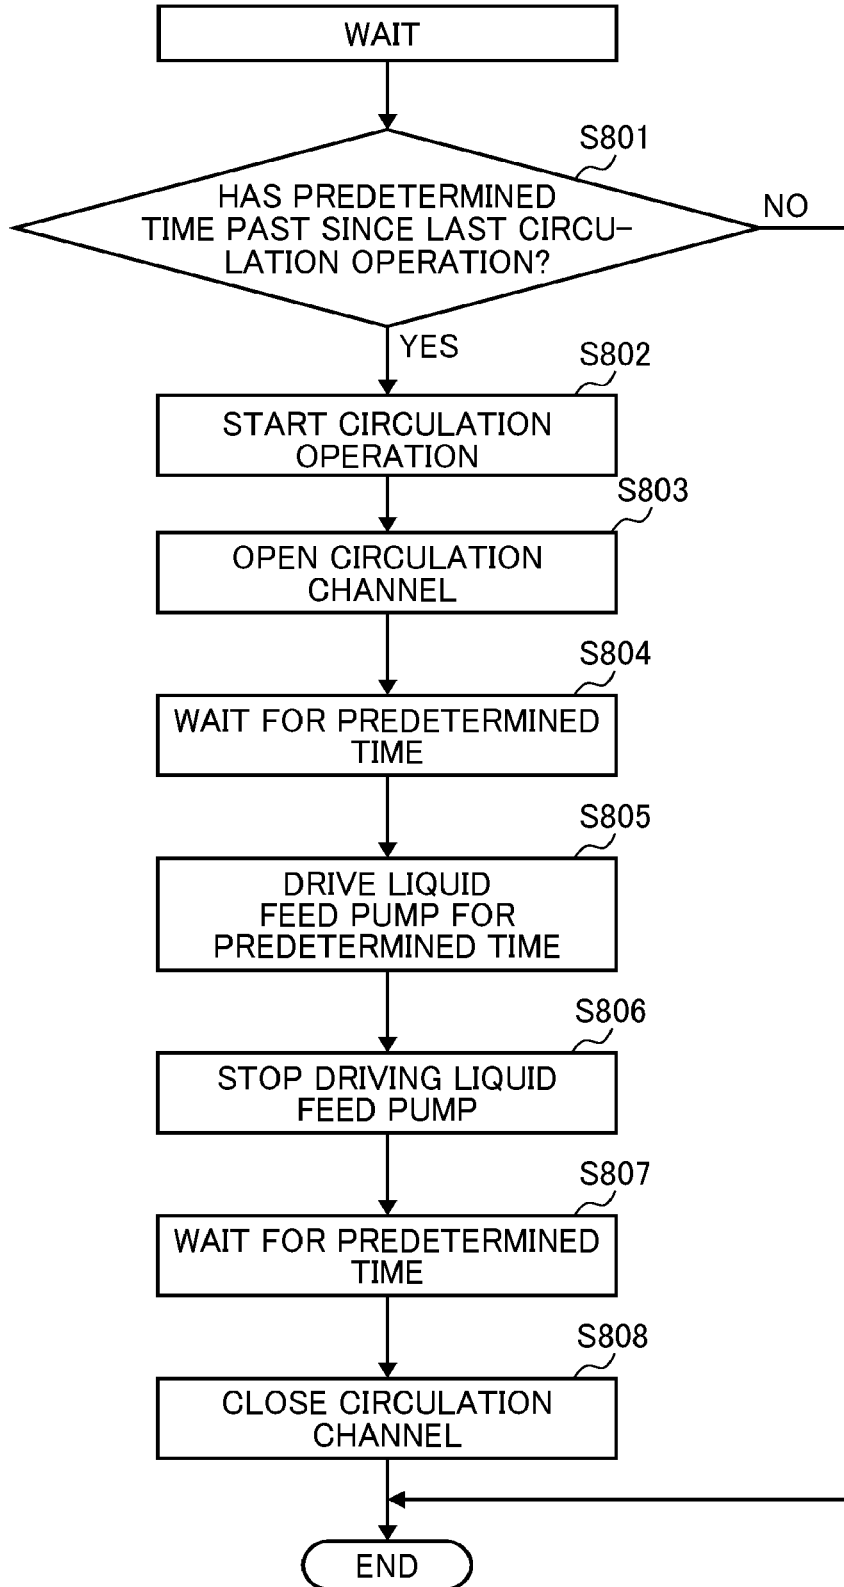 WAIT
S801
HAS PREDETERMINED
TIME PAST SINCE LAST CIRCU-
LATION OPERATION?
NO
YES
S802
START CIRCULATION
OPERATION
S803
OPEN CIRCULATION
CHANNEL
S804
WAIT FOR PREDETERMINED
TIME
S805
DRIVE LIQUID
FEED PUMP FOR
PREDETERMINED TIME
S806
STOP DRIVING LIQUID
FEED PUMP
S807
WAIT FOR PREDETERMINED
TIME
S808
CLOSE CIRCULATION
CHANNEL
END